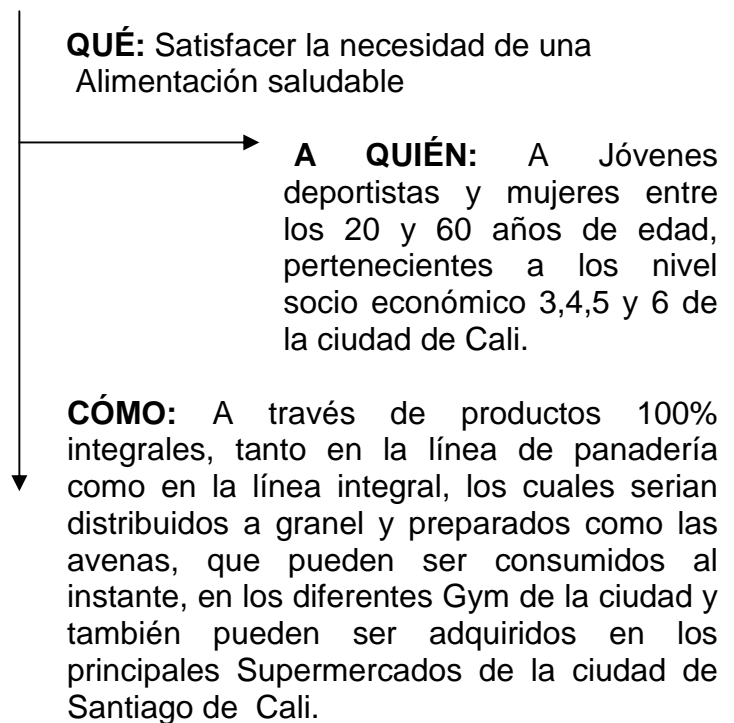 QUÉ: Satisfacer la necesidad de una
Alimentación saludable
A QUIÉN: A Jóvenes
deportistas y mujeres entre
los 20 y 60 años de edad,
pertenecientes a los nivel
socio económico 3,4,5 y 6 de
la ciudad de Cali.
CÓMO: A través de productos 100%
integrales, tanto en la línea de panadería
como en la línea integral, los cuales serian
distribuidos a granel y preparados como las
avenas, que pueden ser consumidos al
instante, en los diferentes Gym de la ciudad y
también pueden ser adquiridos en los
principales Supermercados de la ciudad de
Santiago de Cali.